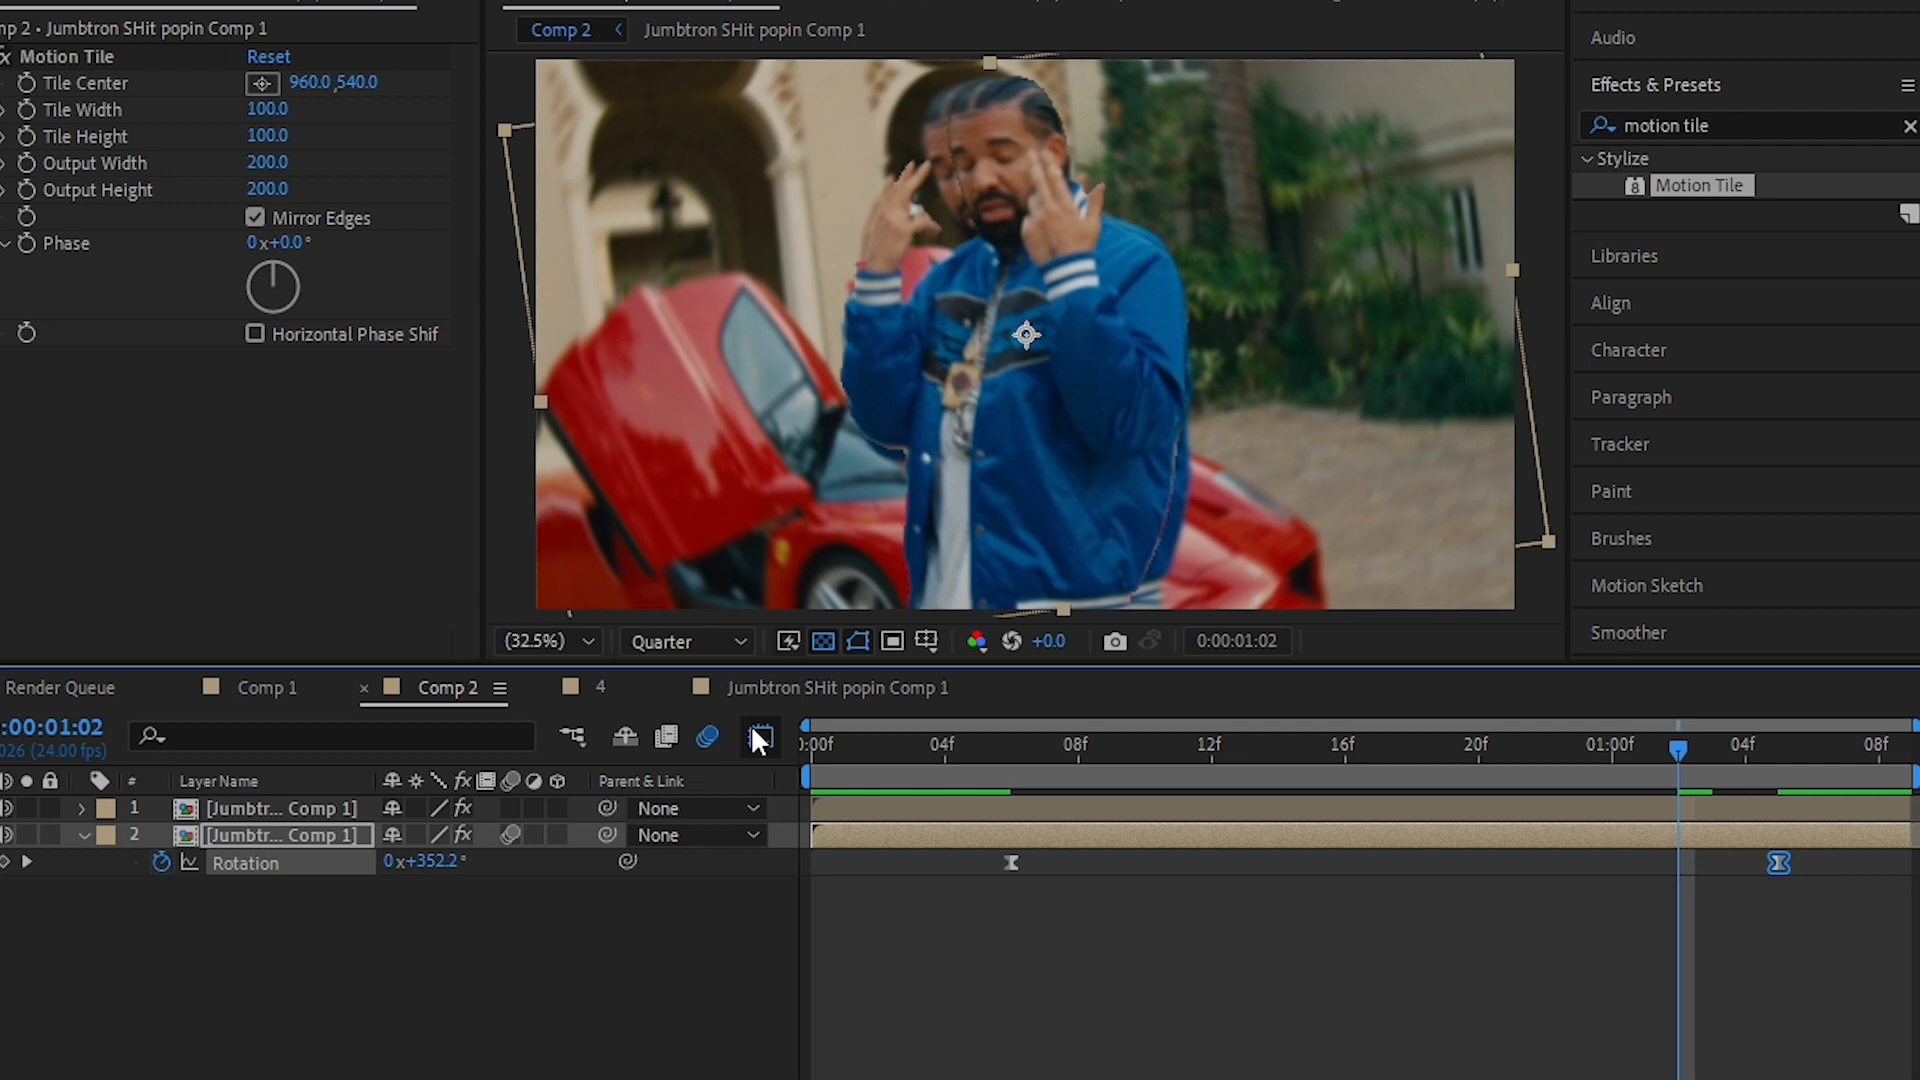 mp 2 • Jumbtron SHit popin Comp 1
Motion Tile Reset
Tile Center 960.0,540.0
Tile Width 100.0
Tile Height 100.0
Output Width 200.0
Output Height 200.0
Mirror Edges
Phase 0x+0.0°
Horizontal Phase Shif
Comp 2 Jumbtron SHit popin Comp 1
(32.5%) Quarter +0.0 0:00:01:02
Audio
Effects & Presets
motion tile
Stylize
8 Motion Tile
Libraries
Align
Character
Paragraph
Tracker
Paint
Brushes
Motion Sketch
Smoother
Render Queue Comp 1 × Comp 2 4 Jumbtron SHit popin Comp 1
:00:01:02
026 (24.00 fps)
):00f 04f 08f 12f 16f 20f 01:00f 04f 08f
# Layer Name fx Parent & Link
1 [Jumbtr... Comp 1] fx None
2 [Jumbtr... Comp 1] fx None
Rotation 0x+352.2°